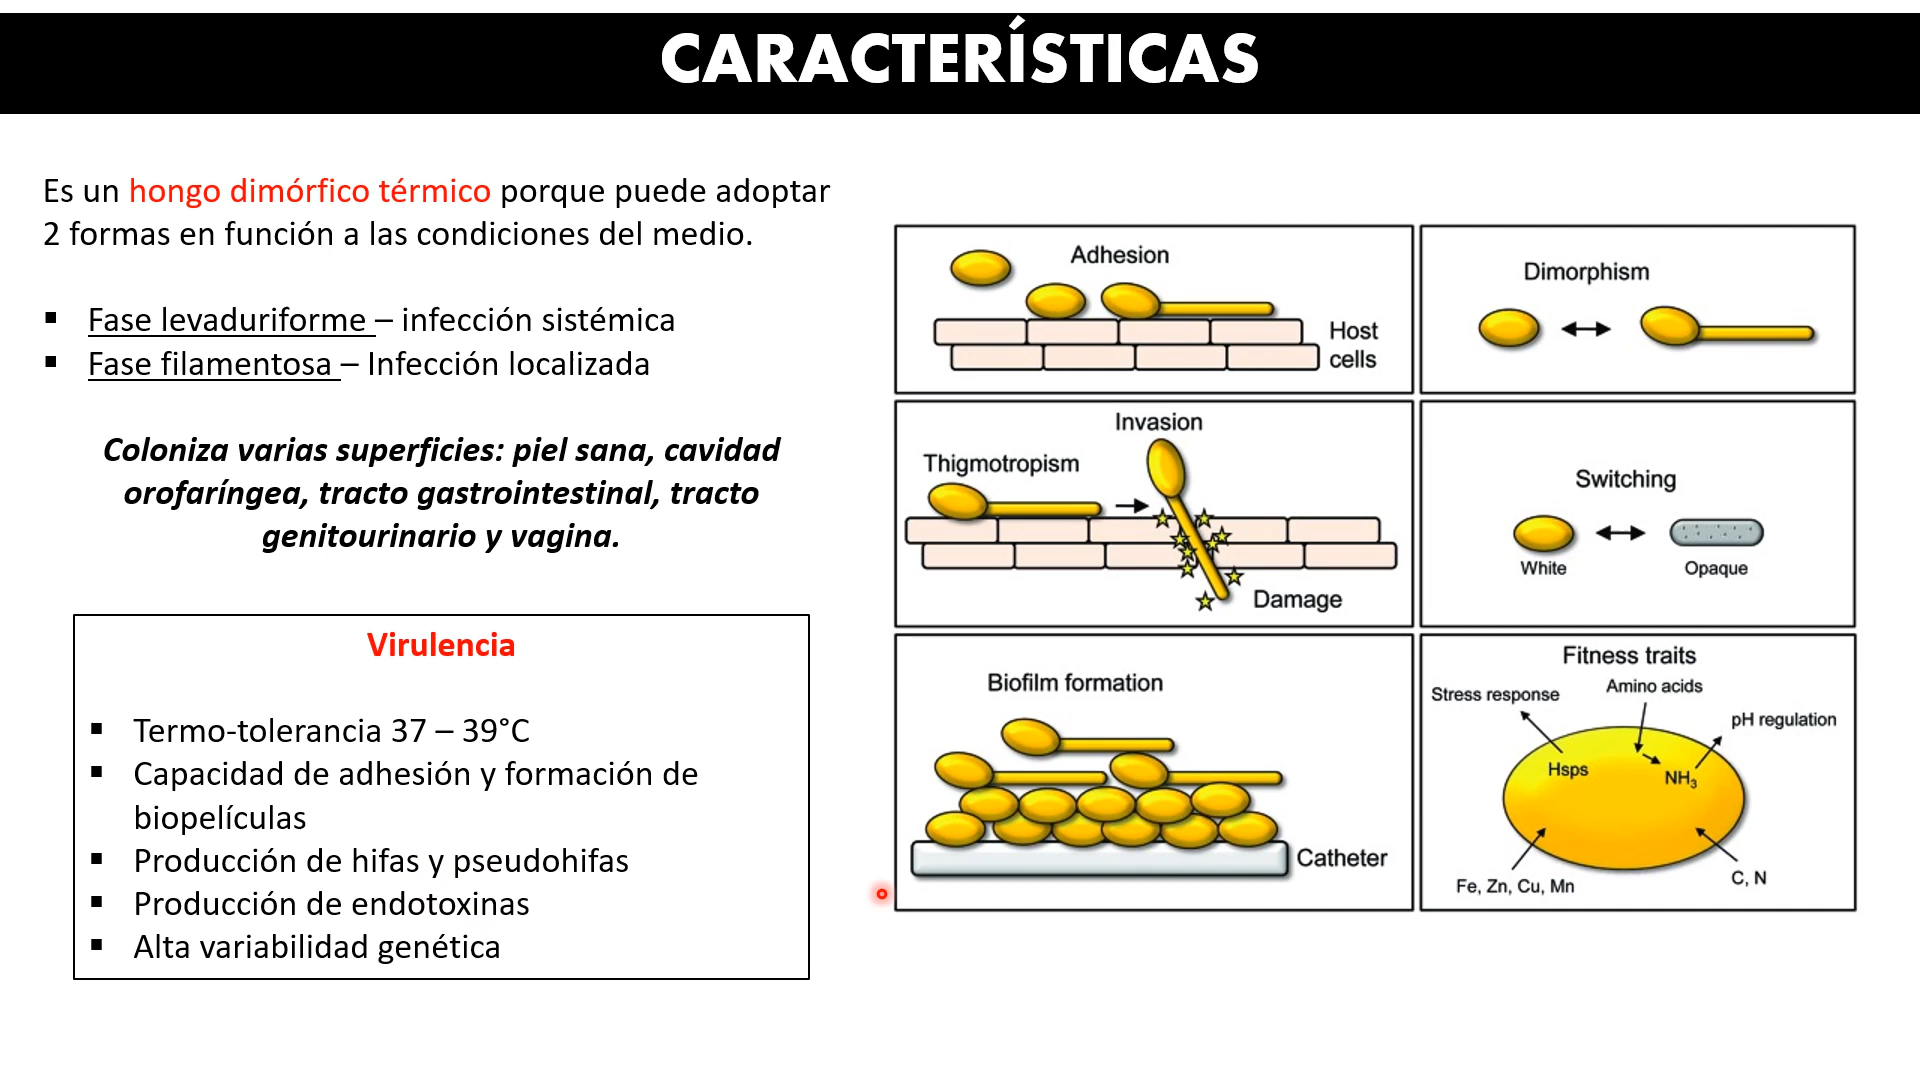 CARACTERÍSTICAS
Es un hongo dimórfico térmico porque puede adoptar
2 formas en función a las condiciones del medio.
▪ Fase levaduriforme – infección sistémica
▪ Fase filamentosa – Infección localizada
Coloniza varias superficies: piel sana, cavidad
orofaríngea, tracto gastrointestinal, tracto
genitourinario y vagina.
Virulencia
▪ Termo-tolerancia 37 – 39°C
▪ Capacidad de adhesión y formación de
biopelículas
▪ Producción de hifas y pseudohifas
▪ Producción de endotoxinas
▪ Alta variabilidad genética
Adhesion
Host
cells
Dimorphism
Invasion
Thigmotropism
Damage
Switching
White
Opaque
Biofilm formation
Catheter
Fitness traits
Stress response
Amino acids
pH regulation
Hsps
NH₃
Fe, Zn, Cu, Mn
C, N